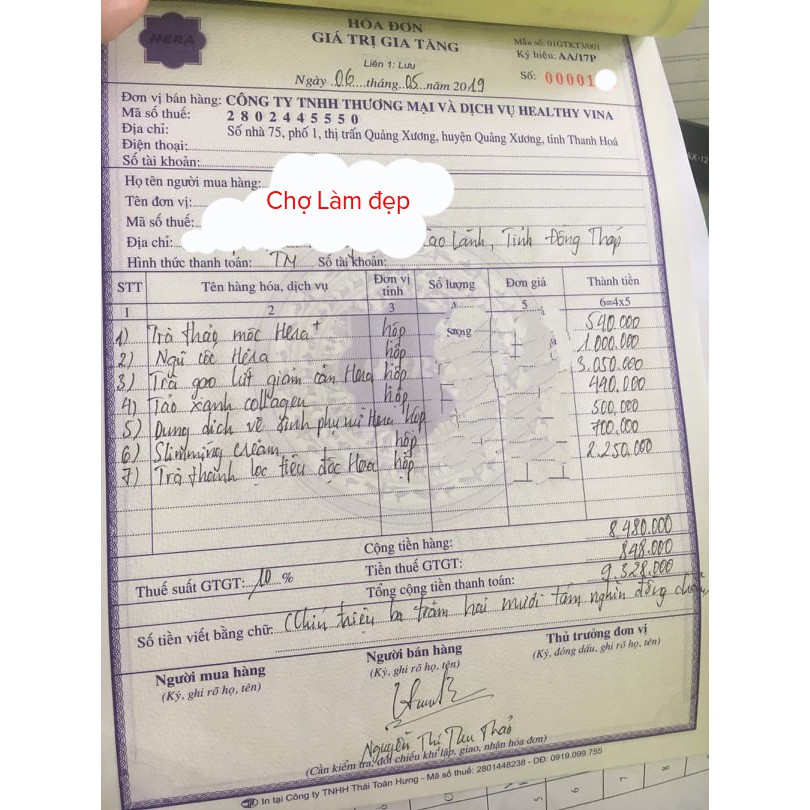 HERA
HÓA ĐƠN
GIÁ TRỊ GIA TĂNG
Liên 1: Lưu
Ngày 06 tháng 05 năm 2019
Mẫu số: 01GTKT3/001
Ký hiệu: AA/17P
Số: 00001
Đơn vị bán hàng: CÔNG TY TNHH THƯƠNG MẠI VÀ DỊCH VỤ HEALTHY VINA
Mã số thuế: 2802445550
Địa chỉ: Số nhà 75, phố 1, thị trấn Quảng Xương, huyện Quảng Xương, tỉnh Thanh Hoá
Điện thoại:
Số tài khoản:
Họ tên người mua hàng:
Tên đơn vị:
Chợ Làm đẹp
Mã số thuế:
Địa chỉ: Cao Lãnh, Tỉnh Đồng Tháp
Hình thức thanh toán: TM Số tài khoản:
STT Tên hàng hóa, dịch vụ Đơn vị tính Số lượng Đơn giá Thành tiền
1 2 3 4 5 6=4x5
1) Trà thảo mộc Hera+ hộp 540.000
2) Ngũ cốc Hera hộp 1.000.000
3) Trà gạo lứt giảm cân Hera hộp 3.050.000
4) Tảo xanh collagen hộp 440.000
5) Dung dịch vệ sinh phụ nữ Hera hộp 500.000
6) Slimming cream hộp 700.000
7) Trà thanh lọc tiêu độc Hera hộp 2.250.000
Cộng tiền hàng: 8.480.000
Thuế suất GTGT: 10 % Tiền thuế GTGT: 848.000
Tổng cộng tiền thanh toán: 9.328.000
Số tiền viết bằng chữ: Chín triệu ba trăm hai mươi tám nghìn đồng chẵn
Người mua hàng
(Ký, ghi rõ họ, tên)
Người bán hàng
(Ký, ghi rõ họ, tên)
Thủ trưởng đơn vị
(Ký, đóng dấu, ghi rõ họ, tên)
Nguyễn Thị Thu Thảo
(Cần kiểm tra, đối chiếu khi lập, giao, nhận hóa đơn)
In tại Công ty TNHH Thái Toàn Hưng - Mã số thuế: 2801448238 - DĐ: 0919.099.755